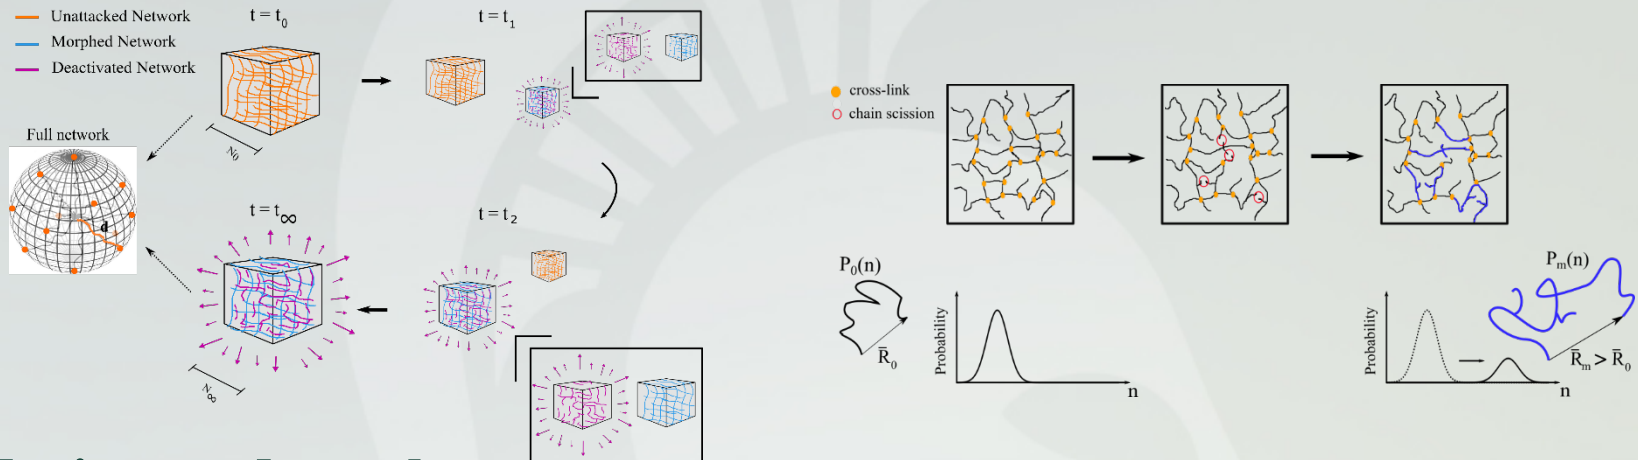 Unattacked Network
Morphed Network
Deactivated Network
t = t0
t = t1
N0
Full network
d
t = t∞
t = t2
N∞
cross-link
chain scission
P0(n)
R̅0
Probability
n
Pm(n)
R̅m > R̅0
Probability
n